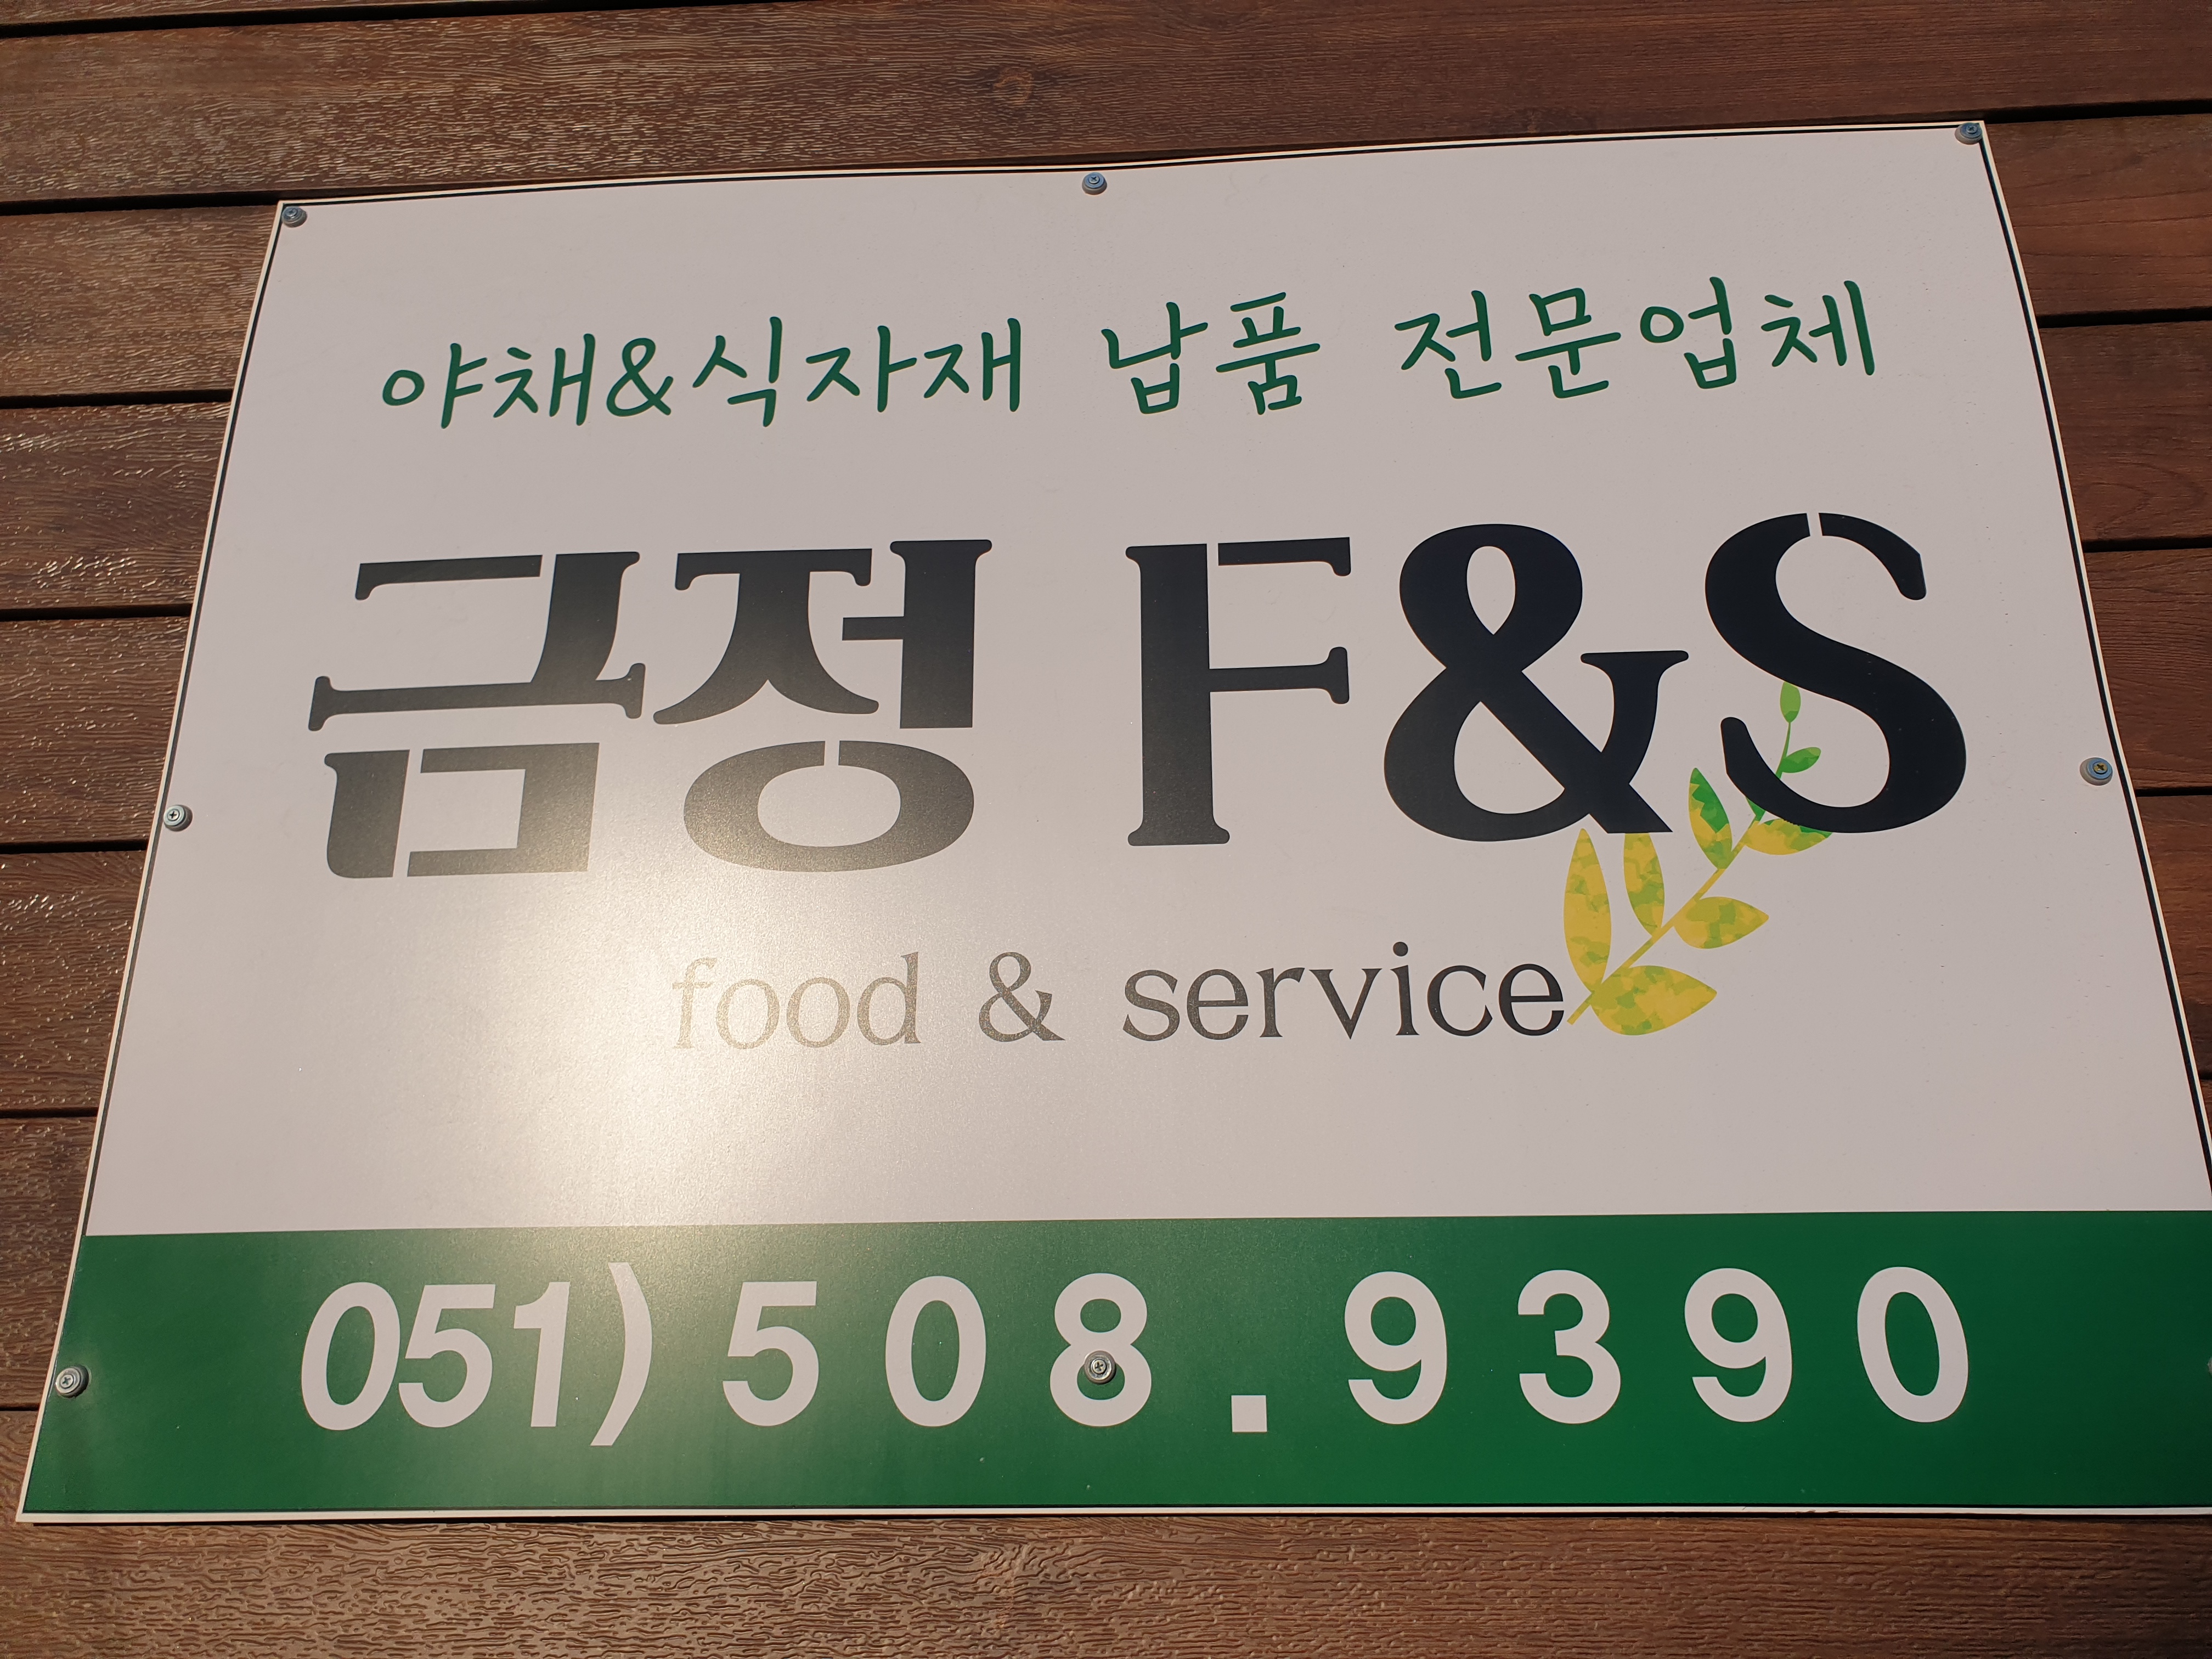 야채&식자재 납품 전문업체
금정 F&S
food & service
051) 508.9390